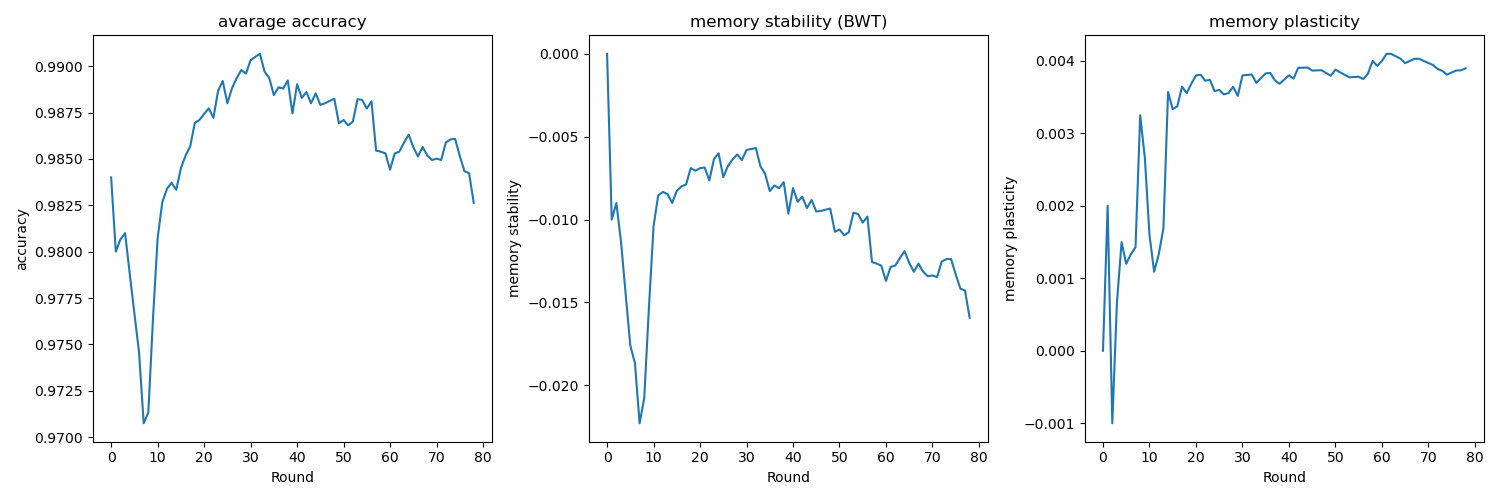 avarage accuracy
0.9900
0.9875
0.9850
0.9825
0.9800
0.9775
0.9750
0.9725
0.9700
accuracy
0 10 20 30 40 50 60 70 80
Round
memory stability (BWT)
0.000
−0.005
−0.010
−0.015
−0.020
memory stability
0 10 20 30 40 50 60 70 80
Round
memory plasticity
0.004
0.003
0.002
0.001
0.000
−0.001
memory plasticity
0 10 20 30 40 50 60 70 80
Round